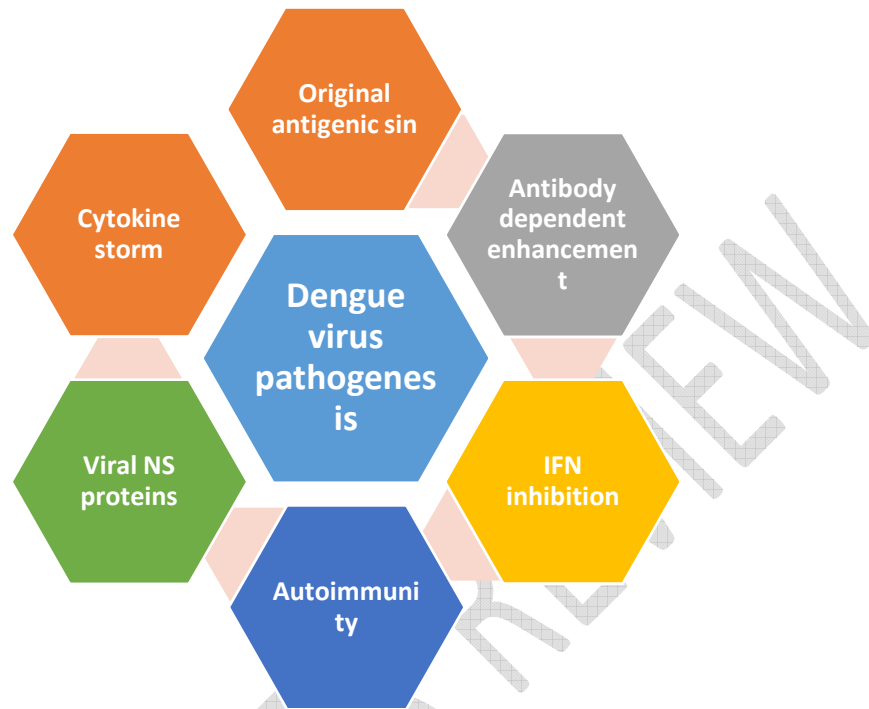 Original
antigenic sin
Antibody
dependent
enhancemen
t
Cytokine
storm
Dengue
virus
pathogenes
is
Viral NS
proteins
IFN
inhibition
Autoimmuni
ty
REVIEW